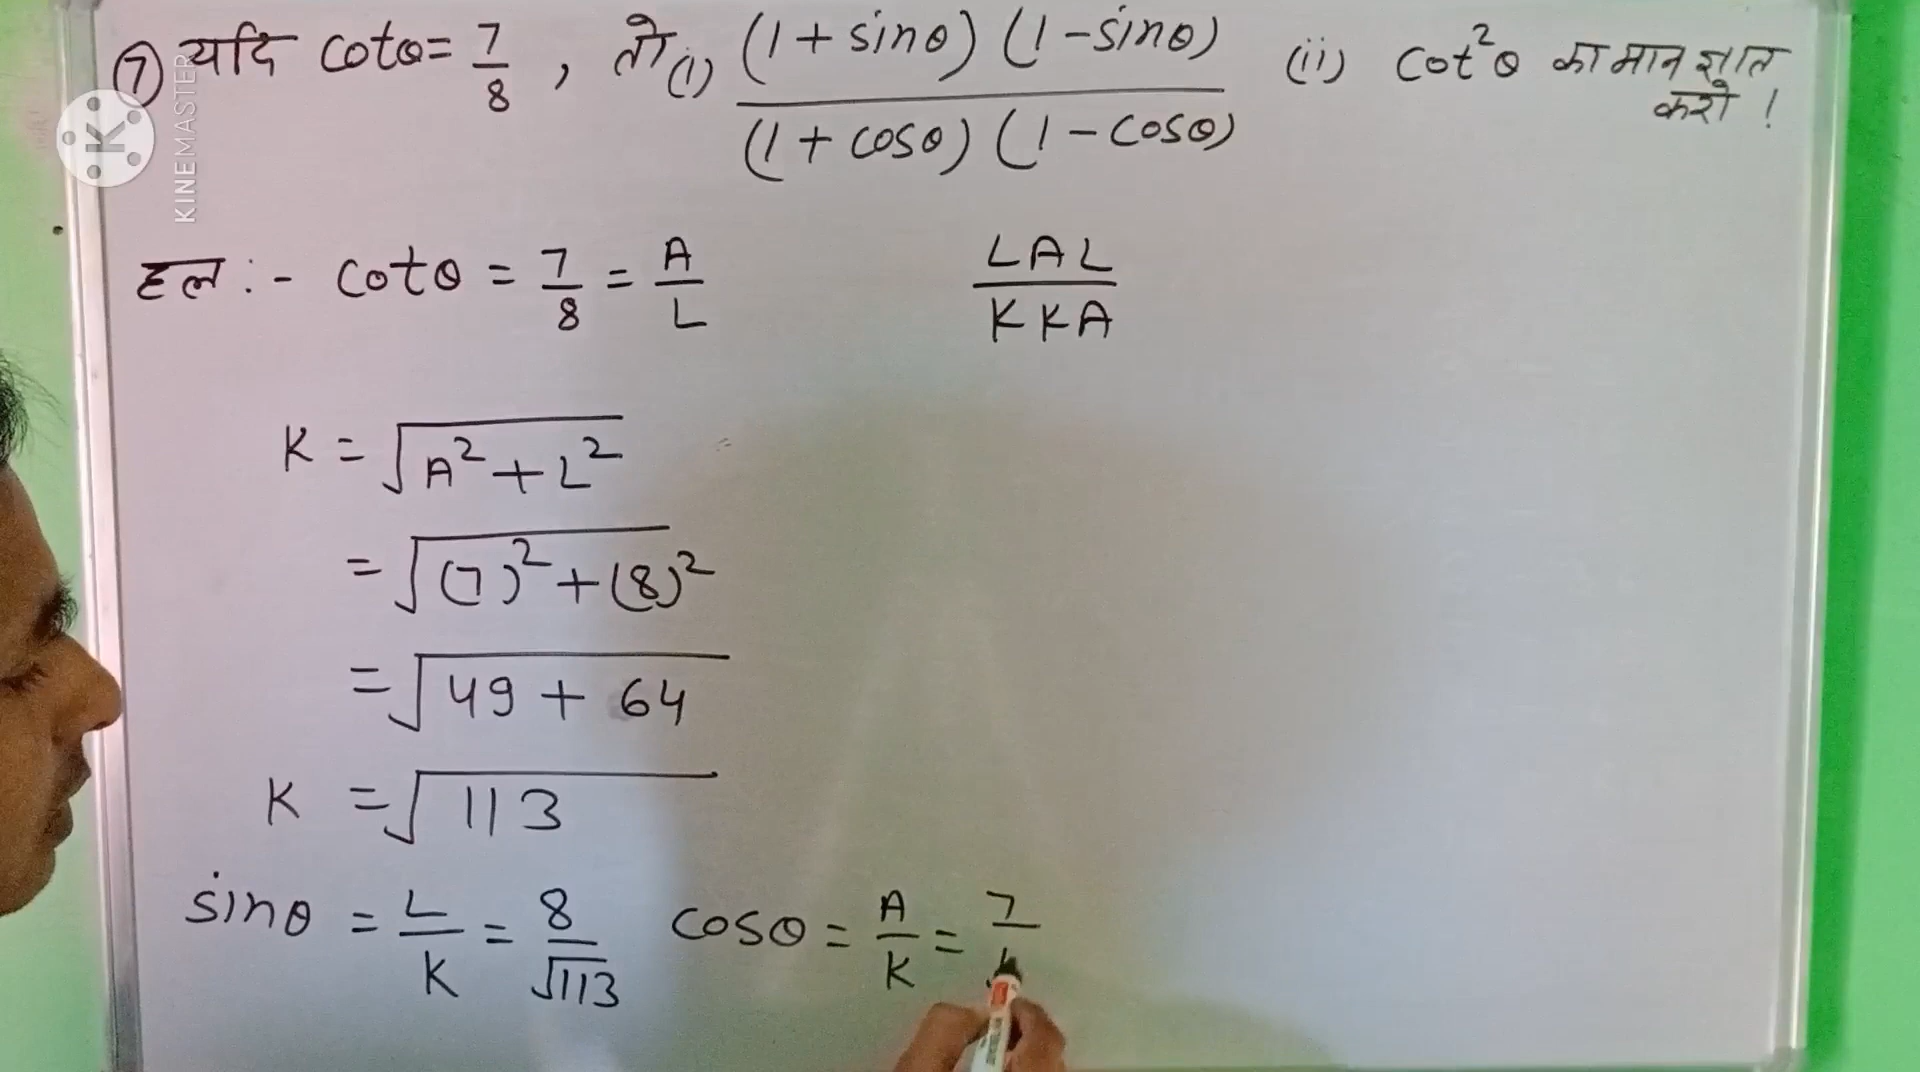 ⑦ यदि cotθ = 7/8 , तो (i) (1 + sinθ) (1 - sinθ) / (1 + cosθ) (1 - cosθ) (ii) cot²θ का मान ज्ञात
करो !
KINEMASTER
हल :- cotθ = 7/8 = A/L
LAL / KKA
K = √(A² + L²)
= √((7)² + (8)²)
= √(49 + 64)
K = √113
sinθ = L/K = 8/√113 cosθ = A/K = 7/